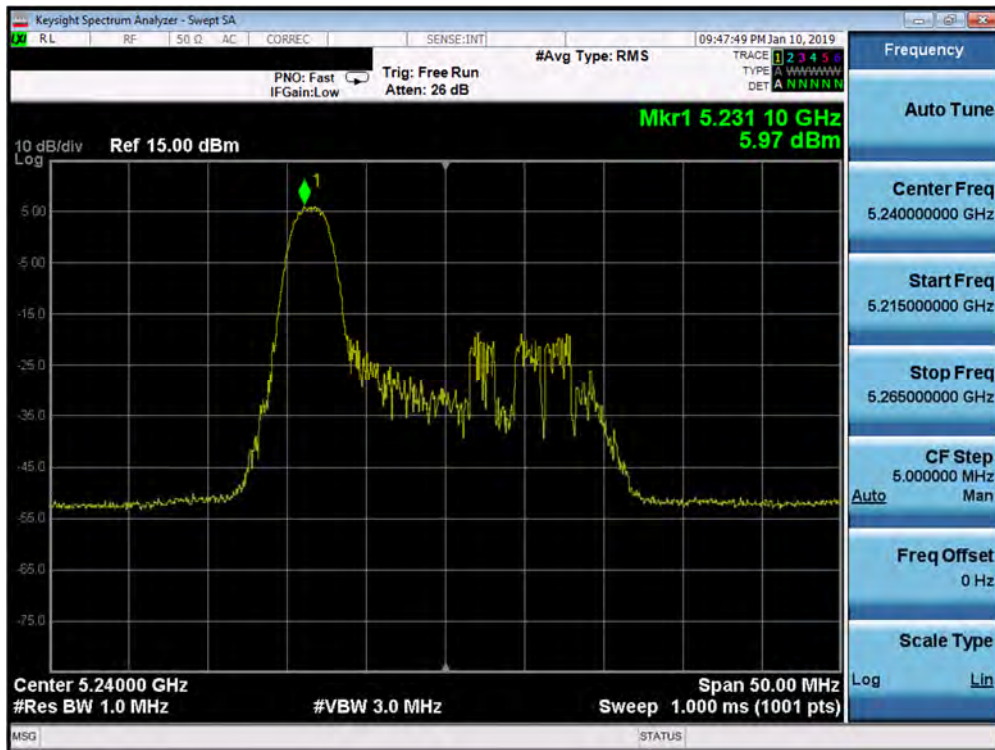 Keysight Spectrum Analyzer - Swept SA
LXI RL RF 50 Ω AC CORREC SENSE:INT 09:47:49 PM Jan 10, 2019
#Avg Type: RMS
TRACE 1 2 3 4 5 6
TYPE A WWWWW
DET A N N N N N
PNO: Fast Trig: Free Run
IFGain:Low Atten: 26 dB
Mkr1 5.231 10 GHz
5.97 dBm
10 dB/div Ref 15.00 dBm
Log
1
5.00
-5.00
-15.0
-25.0
-35.0
-45.0
-55.0
-65.0
-75.0
Center 5.24000 GHz Span 50.00 MHz
#Res BW 1.0 MHz #VBW 3.0 MHz Sweep 1.000 ms (1001 pts)
MSG STATUS
Frequency
Auto Tune
Center Freq
5.240000000 GHz
Start Freq
5.215000000 GHz
Stop Freq
5.265000000 GHz
CF Step
5.000000 MHz
Auto Man
Freq Offset
0 Hz
Scale Type
Log Lin